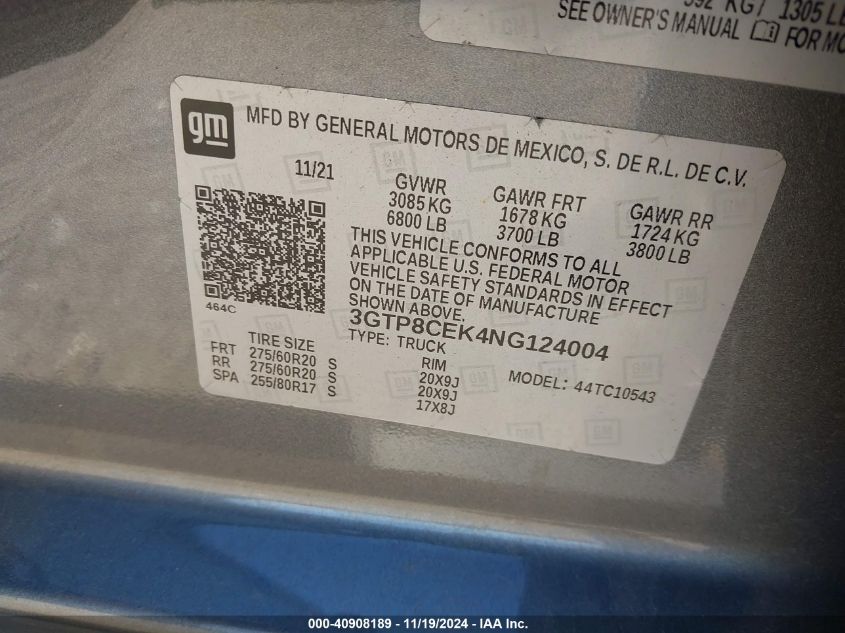 592 KG / 1305 LB
SEE OWNER'S MANUAL FOR MO
gm
MFD BY GENERAL MOTORS DE MEXICO, S. DE R.L. DE C.V.
11/21
GVWR GAWR FRT GAWR RR
3085 KG 1678 KG 1724 KG
6800 LB 3700 LB 3800 LB
THIS VEHICLE CONFORMS TO ALL
APPLICABLE U.S. FEDERAL MOTOR
VEHICLE SAFETY STANDARDS IN EFFECT
ON THE DATE OF MANUFACTURE
SHOWN ABOVE.
464C
3GTP8CEK4NG124004
TYPE: TRUCK
MODEL: 44TC10543
TIRE SIZE RIM
FRT 275/60R20 S 20X9J
RR 275/60R20 S 20X9J
SPA 255/80R17 S 17X8J
000-40908189 - 11/19/2024 - IAA Inc.